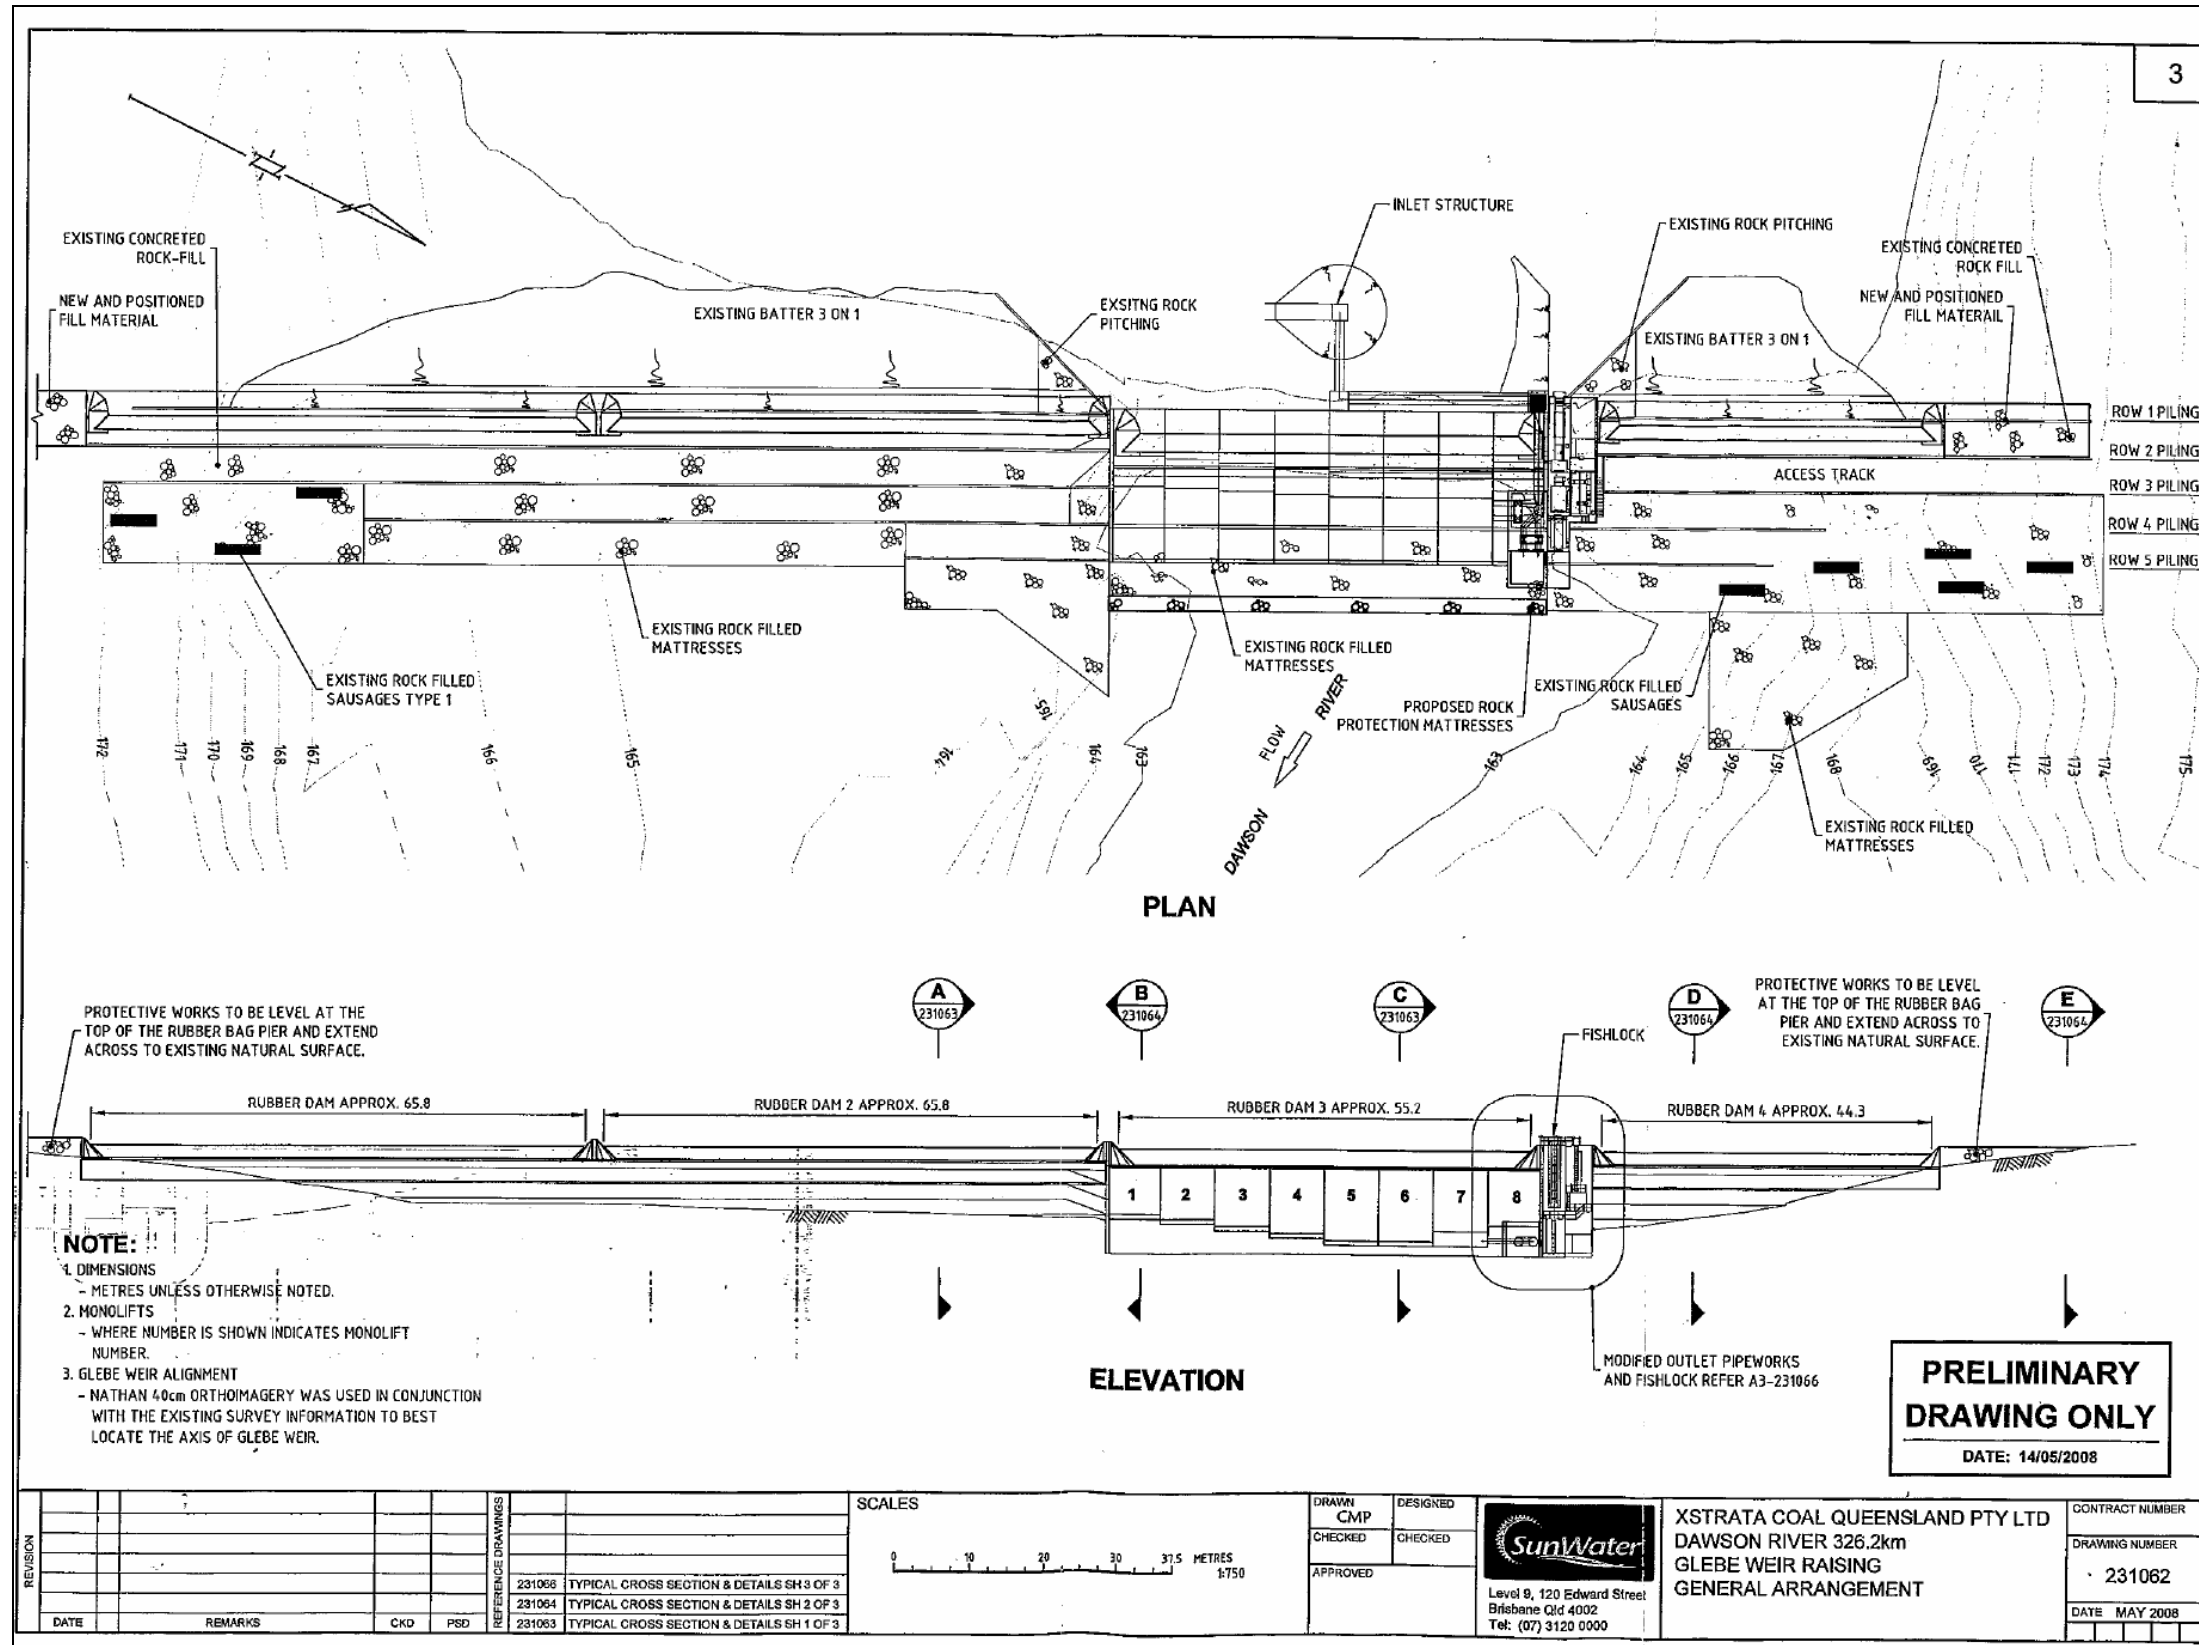 3
INLET STRUCTURE
EXISTING ROCK PITCHING
EXISTING CONCRETED
ROCK-FILL
EXISTING CONCRETED
ROCK FILL
NEW AND POSITIONED
FILL MATERIAL
EXISTING BATTER 3 ON 1
EXSITNG ROCK
PITCHING
NEW AND POSITIONED
FILL MATERAIL
EXISTING BATTER 3 ON 1
ROW 1 PILING
ROW 2 PILING
ACCESS TRACK
ROW 3 PILING
ROW 4 PILING
ROW 5 PILING
EXISTING ROCK FILLED
MATTRESSES
EXISTING ROCK FILLED
MATTRESSES
EXISTING ROCK FILLED
SAUSAGES TYPE 1
EXISTING ROCK FILLED
SAUSAGES
PROPOSED ROCK
PROTECTION MATTRESSES
172
171
170
169
168
167
166
165
164
165
164
163
FLOW
DAWSON RIVER
163
164
165
166
167
168
169
170
171
172
173
174
175
EXISTING ROCK FILLED
MATTRESSES
PLAN
PROTECTIVE WORKS TO BE LEVEL AT THE
TOP OF THE RUBBER BAG PIER AND EXTEND
ACROSS TO EXISTING NATURAL SURFACE.
A
231063
B
231064
C
231063
D
231064
E
231064
PROTECTIVE WORKS TO BE LEVEL
AT THE TOP OF THE RUBBER BAG
PIER AND EXTEND ACROSS TO
EXISTING NATURAL SURFACE.
FISHLOCK
RUBBER DAM APPROX. 65.8
RUBBER DAM 2 APPROX. 65.8
RUBBER DAM 3 APPROX. 55.2
RUBBER DAM 4 APPROX. 44.3
1 2 3 4 5 6 7 8
NOTE:
1. DIMENSIONS
- METRES UNLESS OTHERWISE NOTED.
2. MONOLIFTS
- WHERE NUMBER IS SHOWN INDICATES MONOLIFT
NUMBER.
3. GLEBE WEIR ALIGNMENT
- NATHAN 40cm ORTHOIMAGERY WAS USED IN CONJUNCTION
WITH THE EXISTING SURVEY INFORMATION TO BEST
LOCATE THE AXIS OF GLEBE WEIR.
ELEVATION
MODIFIED OUTLET PIPEWORKS
AND FISHLOCK REFER A3-231066
PRELIMINARY
DRAWING ONLY
DATE: 14/05/2008
REVISION
DATE REMARKS CKD PSD
REFERENCE DRAWINGS
231066 TYPICAL CROSS SECTION & DETAILS SH 3 OF 3
231064 TYPICAL CROSS SECTION & DETAILS SH 2 OF 3
231063 TYPICAL CROSS SECTION & DETAILS SH 1 OF 3
SCALES
0 10 20 30 37.5 METRES
1:750
DRAWN
CMP
DESIGNED
CHECKED
CHECKED
APPROVED
SunWater
Level 9, 120 Edward Street
Brisbane Qld 4002
Tel: (07) 3120 0000
XSTRATA COAL QUEENSLAND PTY LTD
DAWSON RIVER 326.2km
GLEBE WEIR RAISING
GENERAL ARRANGEMENT
CONTRACT NUMBER
DRAWING NUMBER
231062
DATE MAY 2008